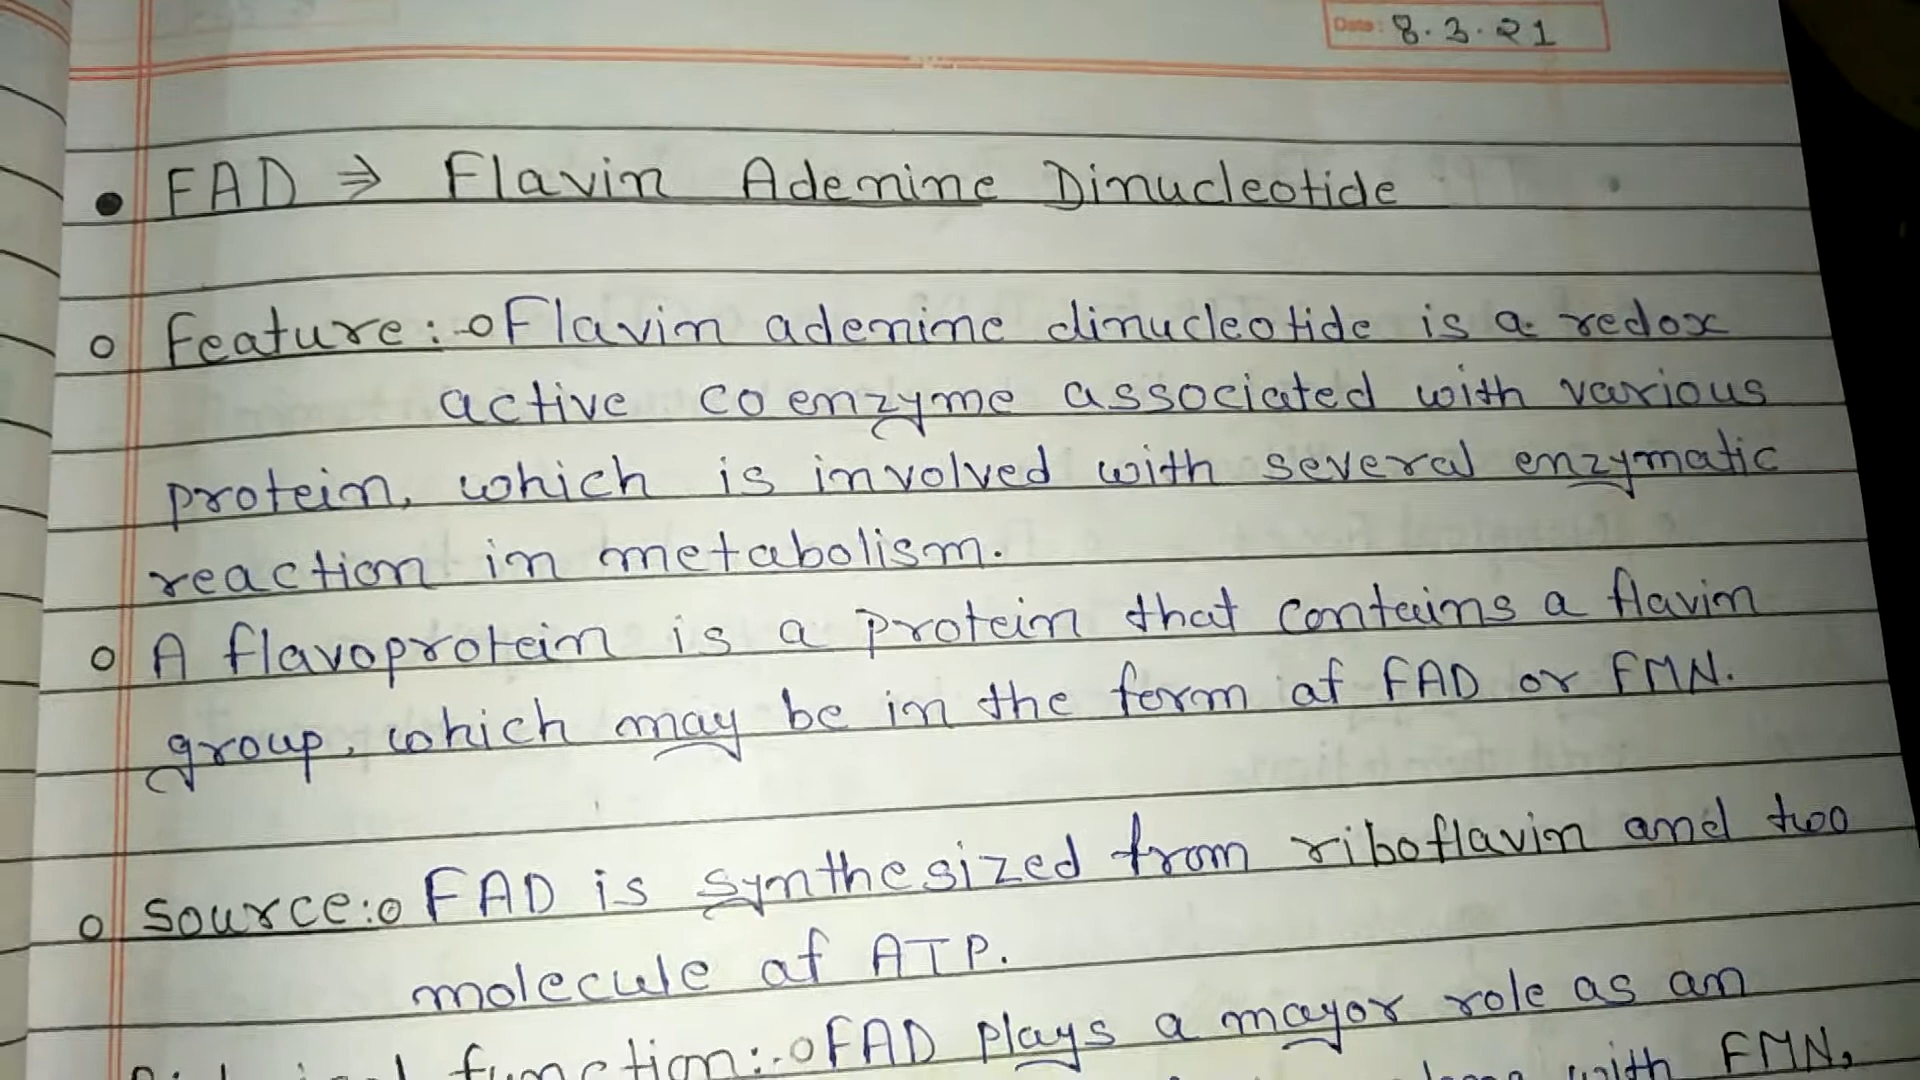 Date: 8.3.21
• FAD ⇒ Flavin Adenine Dinucleotide
o Feature:-o Flavin adenine dinucleotide is a redox
active coenzyme associated with various
protein, which is involved with several enzymatic
reaction in metabolism.
o A flavoprotein is a protein that contains a flavin
group, which may be in the form of FAD or FMN.
o Source:o FAD is synthesized from riboflavin and two
molecule of ATP.
function:-o FAD plays a mayor role as an
with FMN,